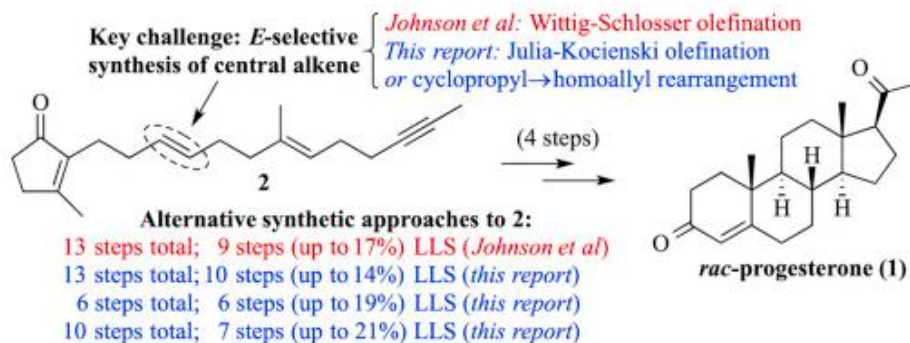 Key challenge: E-selective
synthesis of central alkene
Johnson et al: Wittig-Schlosser olefination
This report: Julia-Kocienski olefination
or cyclopropyl→homoallyl rearrangement
O
2
(4 steps)
O
H
H
H
O
rac-progesterone (1)
Alternative synthetic approaches to 2:
13 steps total; 9 steps (up to 17%) LLS (Johnson et al)
13 steps total; 10 steps (up to 14%) LLS (this report)
6 steps total; 6 steps (up to 19%) LLS (this report)
10 steps total; 7 steps (up to 21%) LLS (this report)